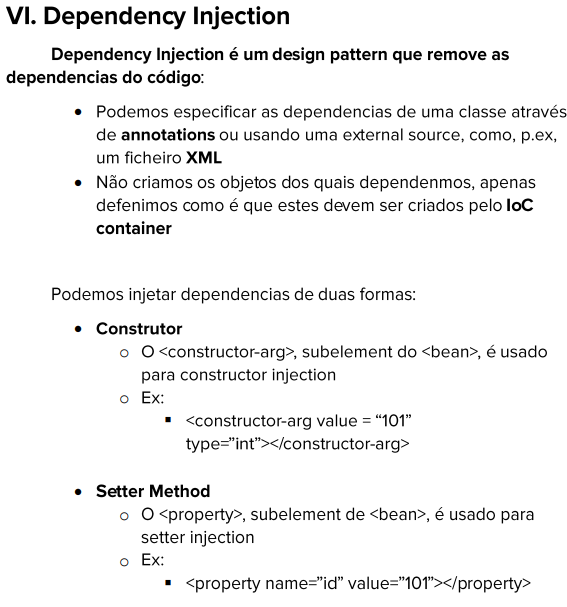 VI. Dependency Injection
Dependency Injection é um design pattern que remove as
dependencias do código:
• Podemos especificar as dependencias de uma classe através
de annotations ou usando uma external source, como, p.ex,
um ficheiro XML
• Não criamos os objetos dos quais dependenmos, apenas
defenimos como é que estes devem ser criados pelo IoC
container
Podemos injetar dependencias de duas formas:
• Construtor
o O <constructor-arg>, subelement do <bean>, é usado
para constructor injection
o Ex:
▪ <constructor-arg value = “101”
type=”int”></constructor-arg>
• Setter Method
o O <property>, subelement de <bean>, é usado para
setter injection
o Ex:
▪ <property name=”id” value=”101”></property>